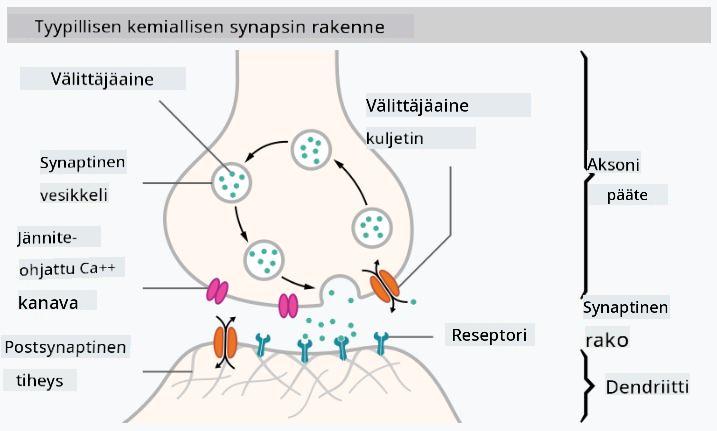 Tyypillisen kemiallisen synapsin rakenne
Välittäjäaine
Välittäjäaine
kuljetin
Synaptinen
vesikkeli
Aksoni
pääte
Jännite-
ohjattu Ca++
kanava
Synaptinen
rako
Reseptori
Postsynaptinen
tiheys
Dendriitti